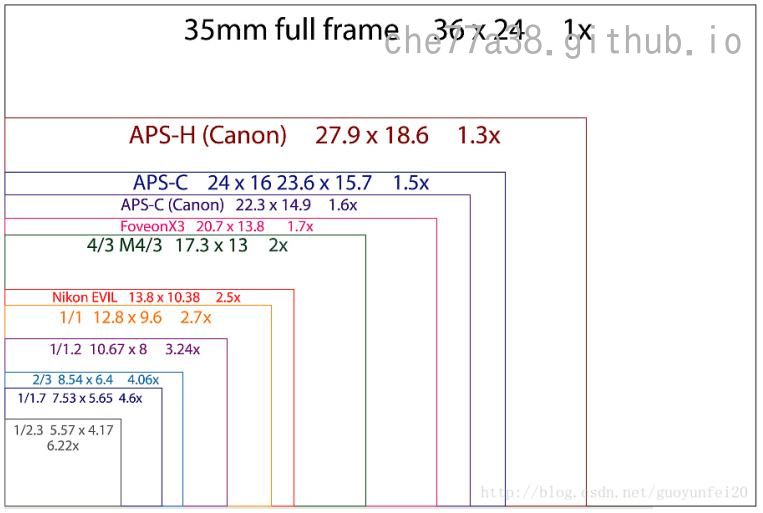 35mm full frame 36 x 24 1x
che77a38.github.io
APS-H (Canon) 27.9 x 18.6 1.3x
APS-C 24 x 16 23.6 x 15.7 1.5x
APS-C (Canon) 22.3 x 14.9 1.6x
FoveonX3 20.7 x 13.8 1.7x
4/3 M4/3 17.3 x 13 2x
Nikon EVIL 13.8 x 10.38 2.5x
1/1 12.8 x 9.6 2.7x
1/1.2 10.67 x 8 3.24x
2/3 8.54 x 6.4 4.06x
1/1.7 7.53 x 5.65 4.6x
1/2.3 5.57 x 4.17
6.22x
http://blog.csdn.net/guoyunfei20